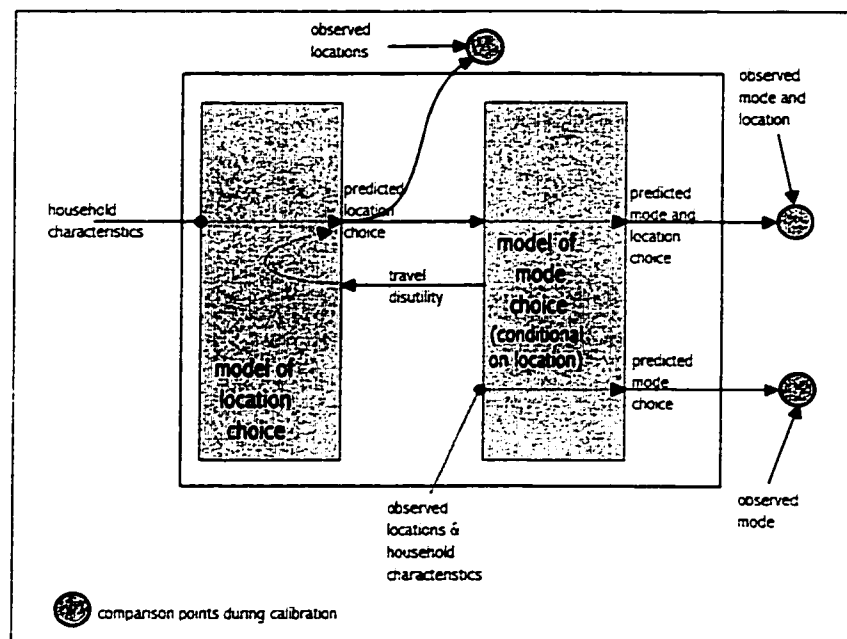 observed
locations
observed
mode and
location
household
characteristics
predicted
location
choice
predicted
mode and
location
choice
model of
mode
choice
(conditional
on location)
travel
disutility
model of
location
choice
predicted
mode
choice
observed
locations &
household
characteristics
observed
mode
comparison points during calibration